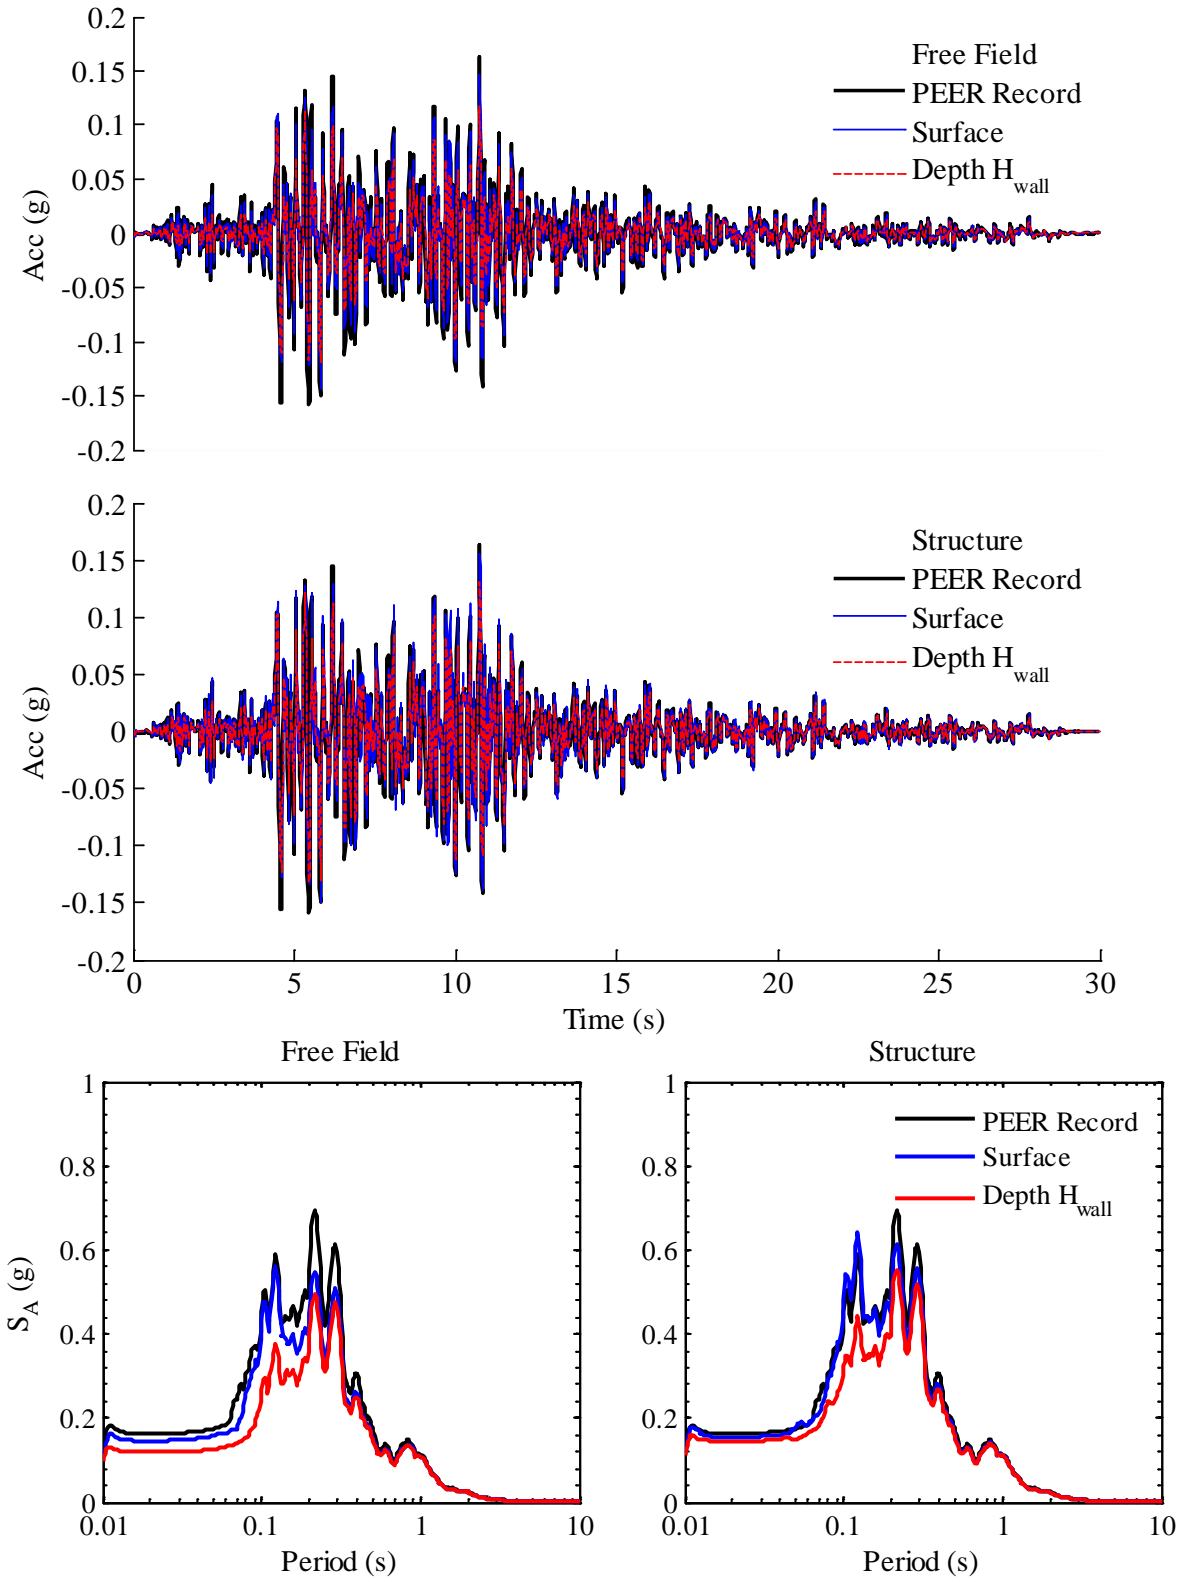 0.2
0.15
0.1
0.05
0
-0.05
-0.1
-0.15
-0.2
Acc (g)
Free Field
PEER Record
Surface
Depth H wall
0.2
0.15
0.1
0.05
0
-0.05
-0.1
-0.15
-0.2
Acc (g)
Structure
PEER Record
Surface
Depth H wall
0 5 10 15 20 25 30
Time (s)
Free Field
1
0.8
0.6
0.4
0.2
0
S A (g)
0.01 0.1 1 10
Period (s)
Structure
1
0.8
0.6
0.4
0.2
0
PEER Record
Surface
Depth H wall
0.01 0.1 1 10
Period (s)